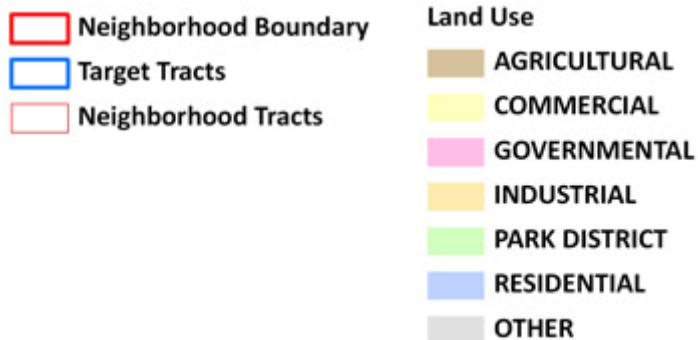 Neighborhood Boundary
Target Tracts
Neighborhood Tracts
Land Use
AGRICULTURAL
COMMERCIAL
GOVERNMENTAL
INDUSTRIAL
PARK DISTRICT
RESIDENTIAL
OTHER